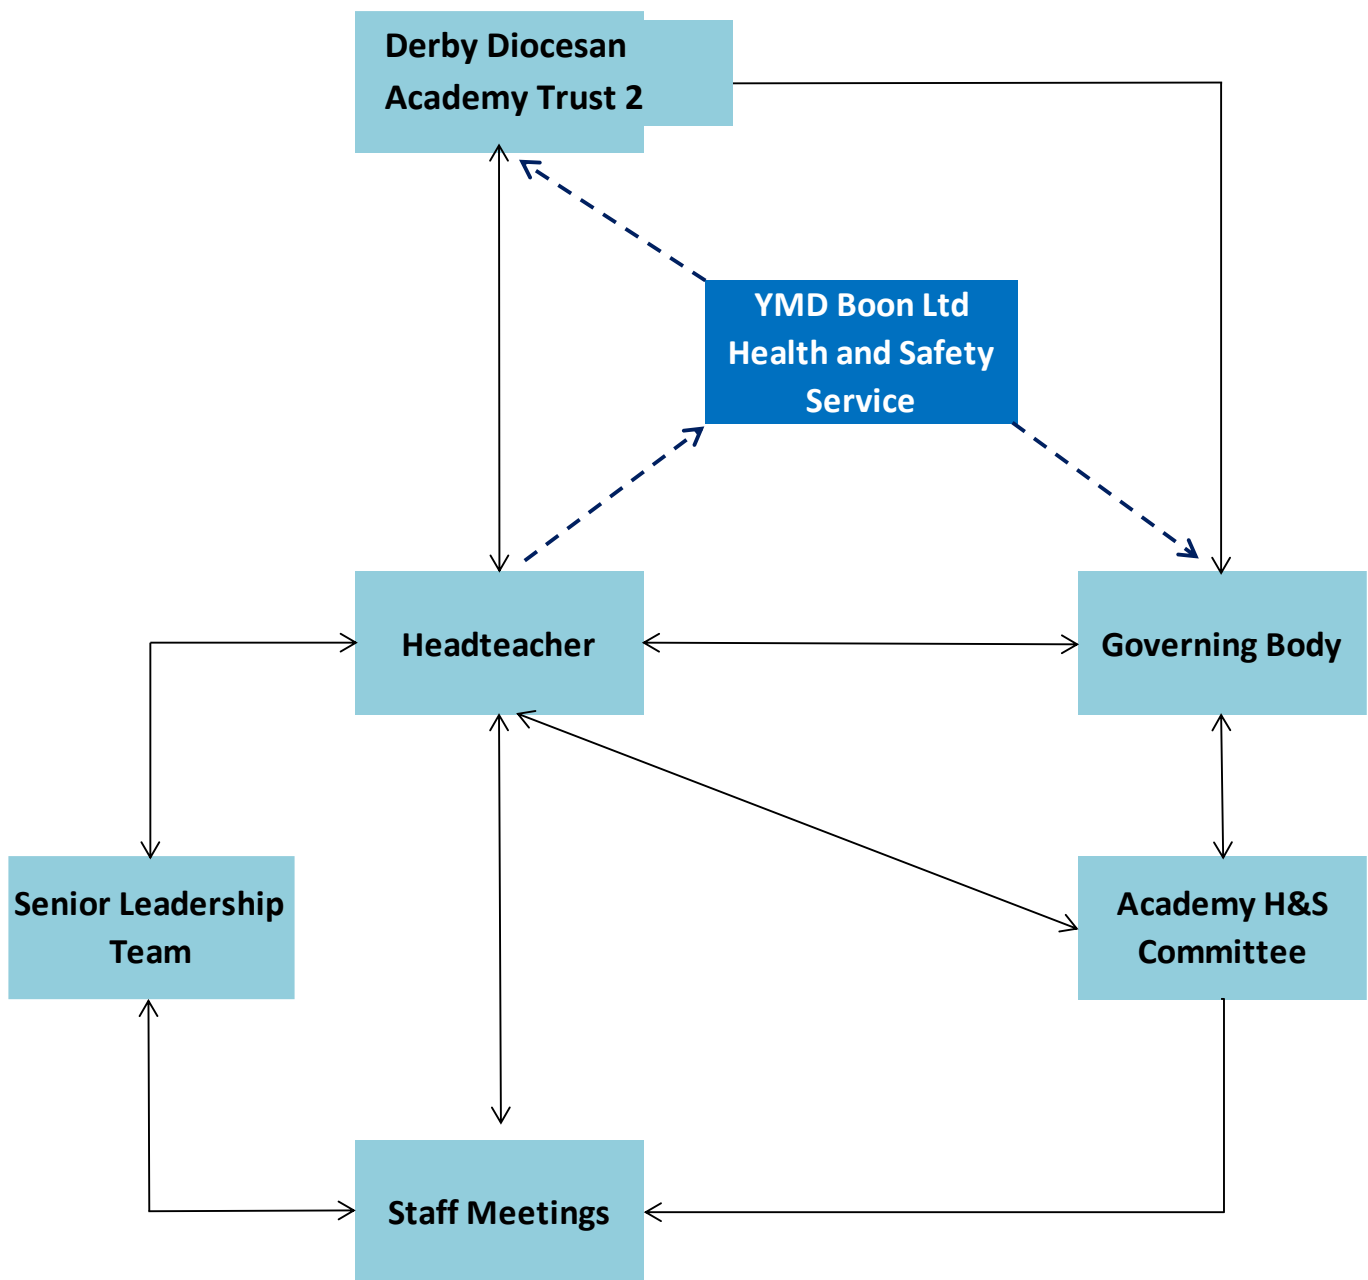 Derby Diocesan
Academy Trust 2
YMD Boon Ltd
Health and Safety
Service
Headteacher
Governing Body
Senior Leadership
Team
Academy H&S
Committee
Staff Meetings